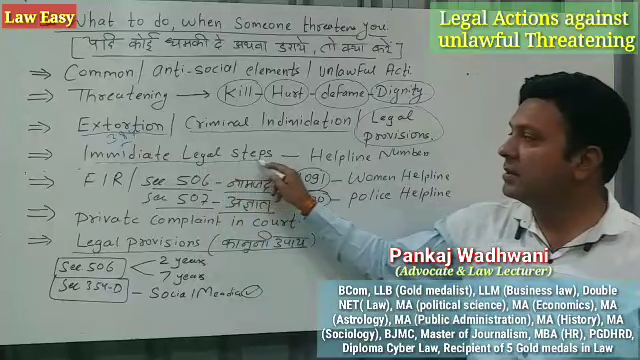 Law Easy
Legal Actions against
unlawful Threatening
What to do, when Someone threatens you.
[यदि कोई धमकी दे अथवा डराये, तो क्या करे]
⇒ Common / anti-social elements / unlawful Acti.
⇒ Threatening → Kill - Hurt - defame - Dignity
⇒ Extortion / Criminal Indimidation / Legal provisions.
384
⇒ Immidiate Legal steps — Helpline Number
⇒ FIR / Sec 506 - नामजद 1091 — Women Helpline
Sec 507 - अज्ञात — police Helpline
⇒ private Complaint in Court
⇒ Legal provisions (कानुनी उपाय)
Sec 506 2 years
7 years
Sec 354-D — Social/Meadia
Pankaj Wadhwani
(Advocate & Law Lecturer)
BCom, LLB (Gold medalist), LLM (Business law), Double
NET( Law), MA (political science), MA (Economics), MA
(Astrology), MA (Public Administration), MA (History), MA
(Sociology), BJMC, Master of Journalism, MBA (HR), PGDHRD,
Diploma Cyber Law, Recipient of 5 Gold medals in Law